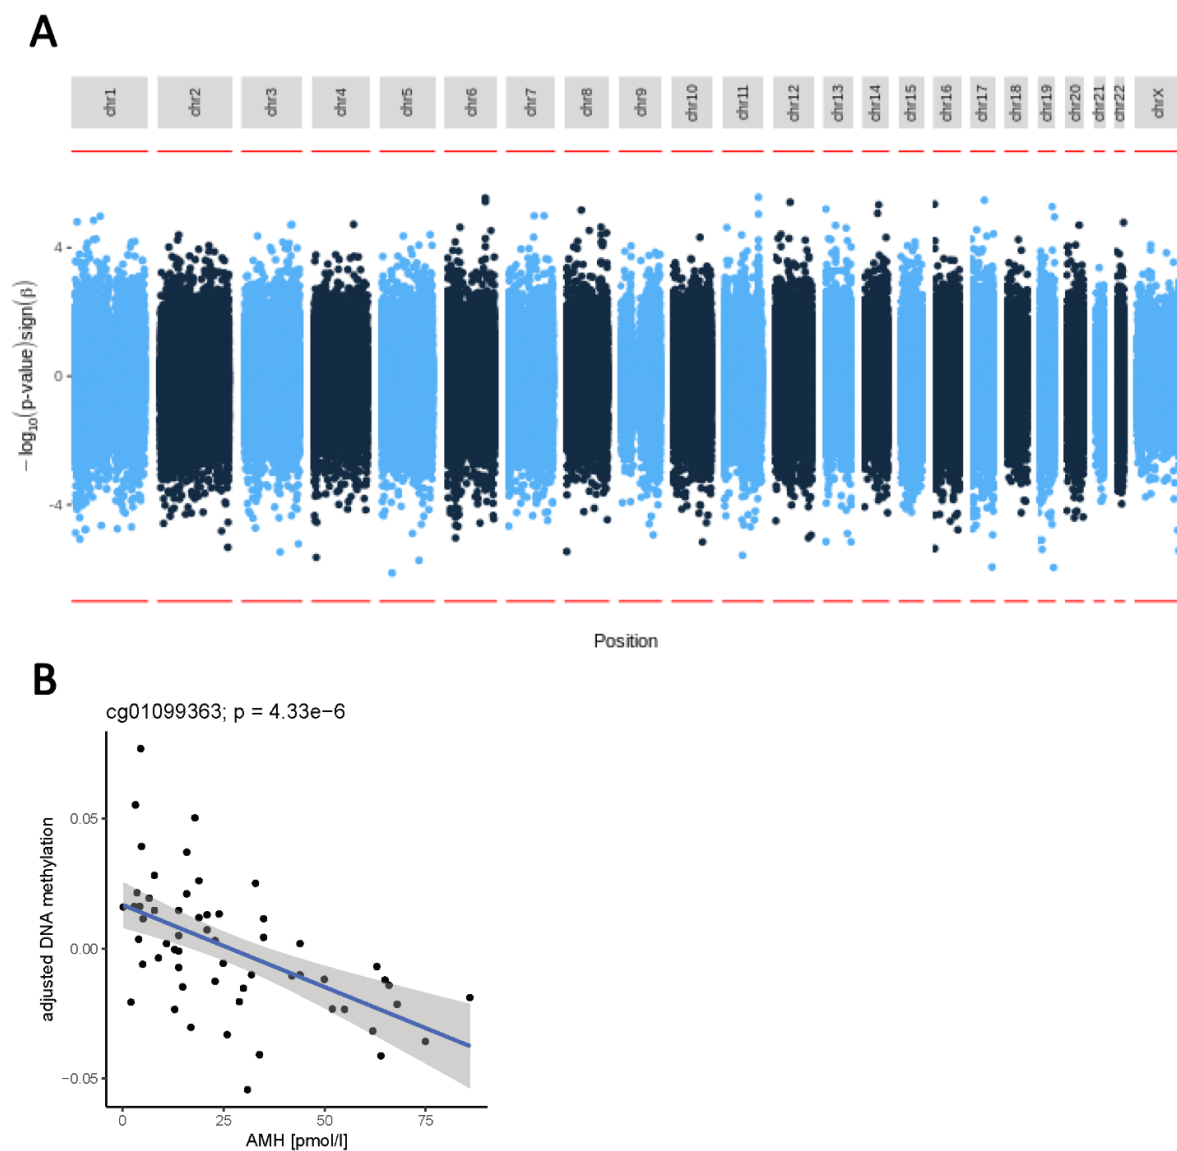 A
chr1 chr2 chr3 chr4 chr5 chr6 chr7 chr8 chr9 chr10 chr11 chr12 chr13 chr14 chr15 chr16 chr17 chr18 chr19 chr20 chr21 chr22 chrX
4
0
-4
−log₁₀(p-value)sign(β)
Position
B
cg01099363; p = 4.33e−6
0.05
0.00
−0.05
adjusted DNA methylation
0 25 50 75
AMH [pmol/l]